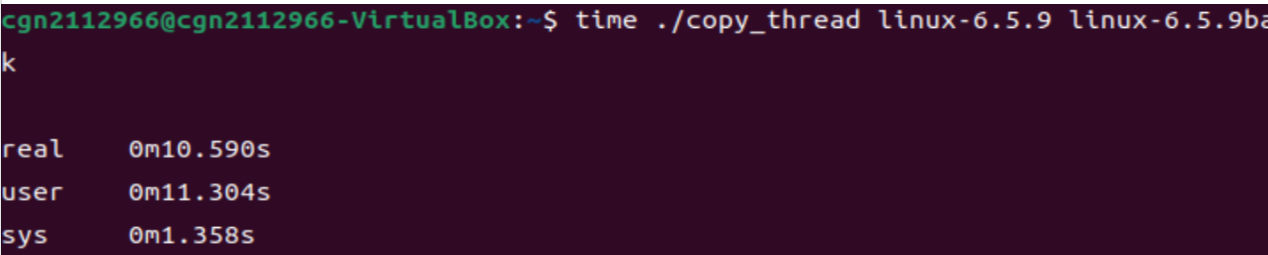 cgn2112966@cgn2112966-VirtualBox:~$ time ./copy_thread linux-6.5.9 linux-6.5.9ba
k
real    0m10.590s
user    0m11.304s
sys     0m1.358s